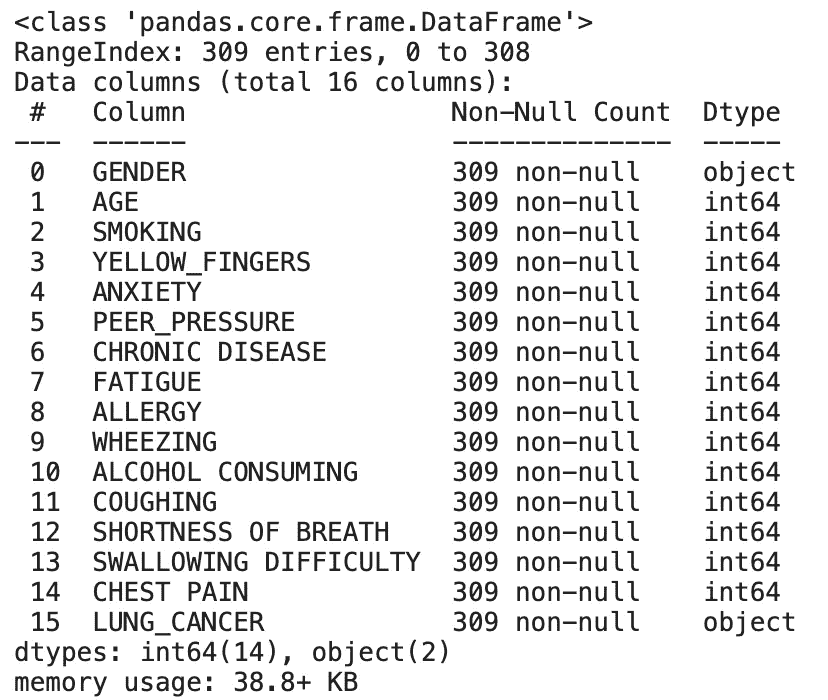 <class 'pandas.core.frame.DataFrame'>
RangeIndex: 309 entries, 0 to 308
Data columns (total 16 columns):
 #   Column                 Non-Null Count  Dtype
---  ------                 --------------  -----
 0   GENDER                 309 non-null    object
 1   AGE                    309 non-null    int64
 2   SMOKING                309 non-null    int64
 3   YELLOW_FINGERS         309 non-null    int64
 4   ANXIETY                309 non-null    int64
 5   PEER_PRESSURE          309 non-null    int64
 6   CHRONIC DISEASE        309 non-null    int64
 7   FATIGUE                309 non-null    int64
 8   ALLERGY                309 non-null    int64
 9   WHEEZING               309 non-null    int64
 10  ALCOHOL CONSUMING      309 non-null    int64
 11  COUGHING               309 non-null    int64
 12  SHORTNESS OF BREATH    309 non-null    int64
 13  SWALLOWING DIFFICULTY  309 non-null    int64
 14  CHEST PAIN             309 non-null    int64
 15  LUNG_CANCER            309 non-null    object
dtypes: int64(14), object(2)
memory usage: 38.8+ KB